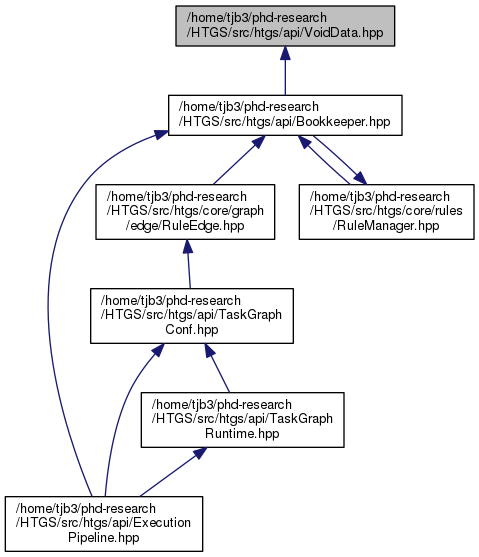 /home/tjb3/phd-research
/HTGS/src/htgs/api/VoidData.hpp
/home/tjb3/phd-research
/HTGS/src/htgs/api/Bookkeeper.hpp
/home/tjb3/phd-research
/HTGS/src/htgs/core/graph
/edge/RuleEdge.hpp
/home/tjb3/phd-research
/HTGS/src/htgs/core/rules
/RuleManager.hpp
/home/tjb3/phd-research
/HTGS/src/htgs/api/TaskGraph
Conf.hpp
/home/tjb3/phd-research
/HTGS/src/htgs/api/TaskGraph
Runtime.hpp
/home/tjb3/phd-research
/HTGS/src/htgs/api/Execution
Pipeline.hpp